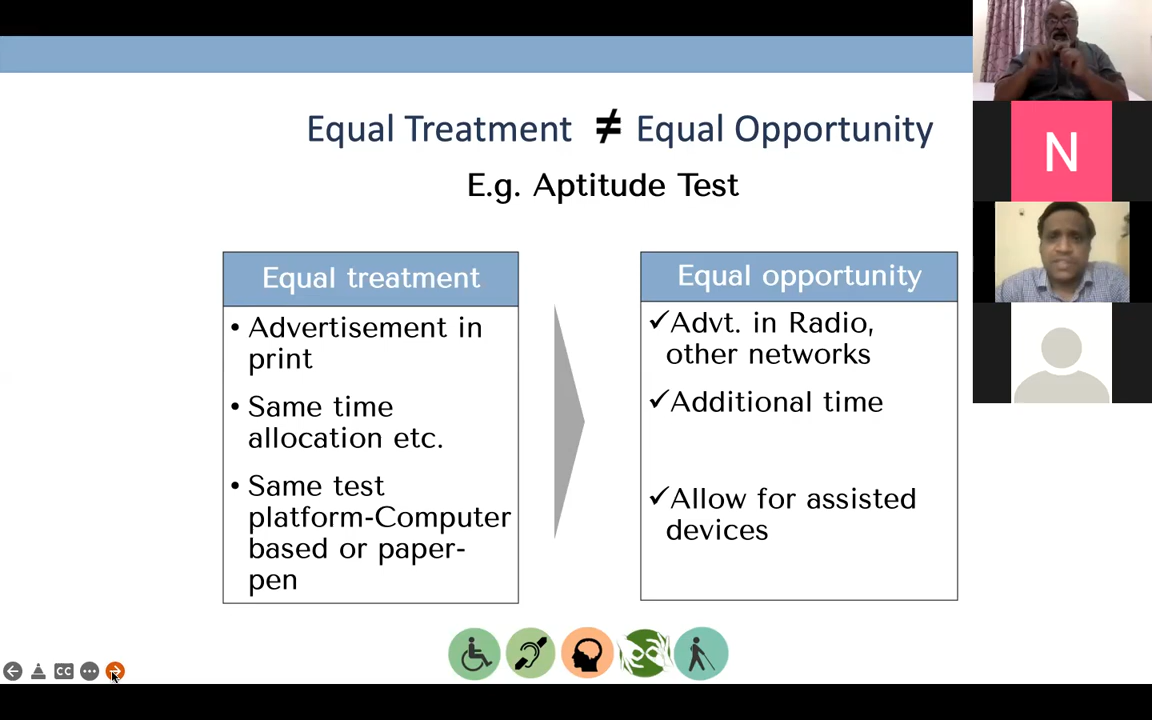 Equal Treatment ≠ Equal Opportunity
E.g. Aptitude Test
Equal treatment
• Advertisement in
print
• Same time
allocation etc.
• Same test
platform-Computer
based or paper-
pen
Equal opportunity
✓Advt. in Radio,
other networks
✓Additional time
✓Allow for assisted
devices
N
CC